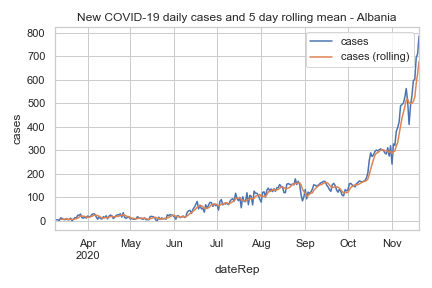 New COVID-19 daily cases and 5 day rolling mean - Albania
cases
cases (rolling)
800
700
600
500
400
300
200
100
0
cases
Apr
2020
May
Jun
Jul
Aug
Sep
Oct
Nov
dateRep